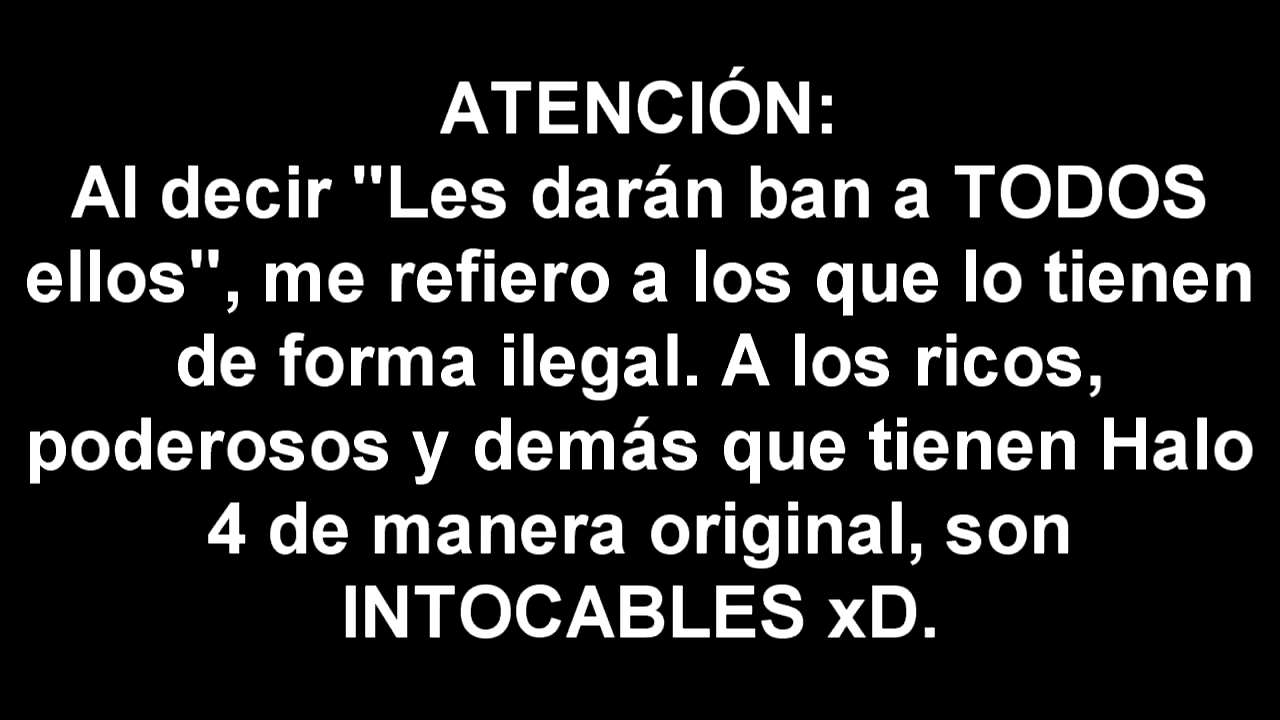 ATENCIÓN:
Al decir "Les darán ban a TODOS
ellos", me refiero a los que lo tienen
de forma ilegal. A los ricos,
poderosos y demás que tienen Halo
4 de manera original, son
INTOCABLES xD.